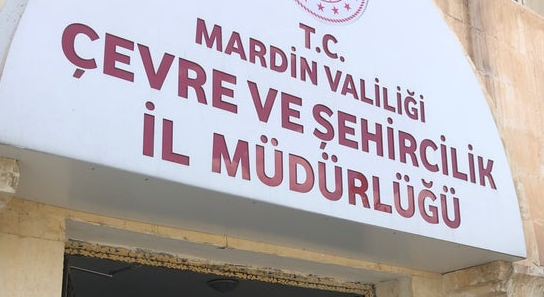 T.C.
MARDİN VALİLİĞİ
ÇEVRE VE ŞEHİRCİLİK
İL MÜDÜRLÜĞÜ